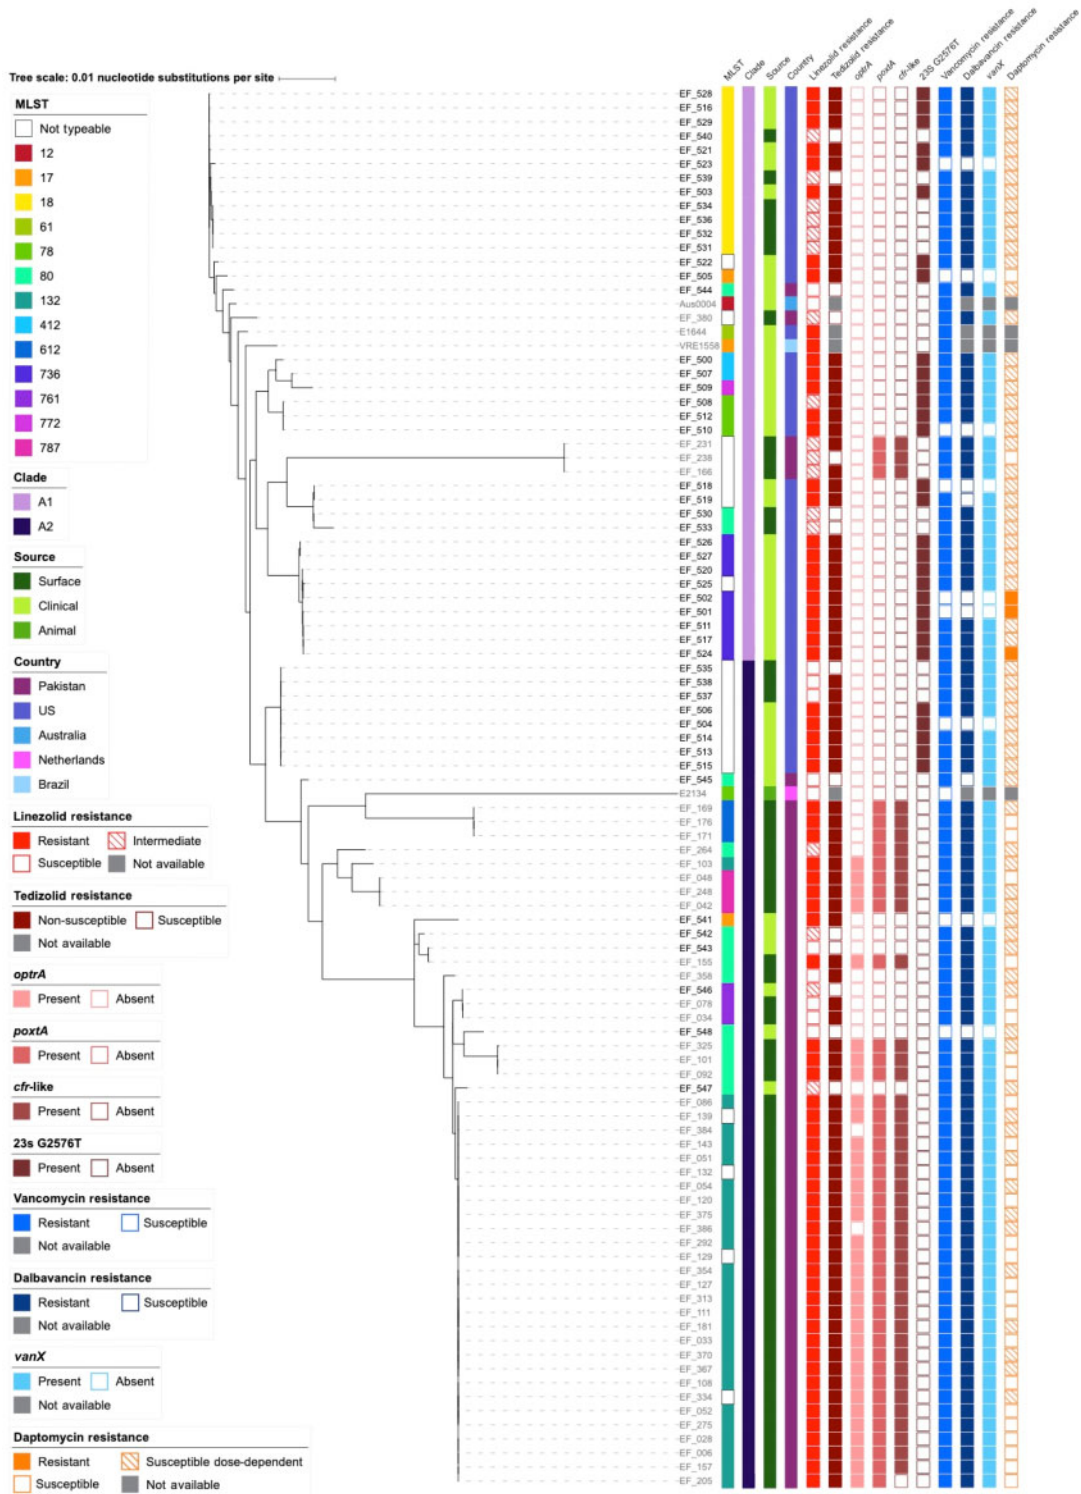 Tree scale: 0.01 nucleotide substitutions per site
MLST
Clade
Source
Country
Linezolid resistance
Tedizolid resistance
optrA
poxtA
cfr-like
23S G2576T
Vancomycin resistance
Dalbavancin resistance
vanX
Daptomycin resistance
MLST
Not typeable
12
17
18
61
78
80
132
412
612
736
761
772
787
Clade
A1
A2
Source
Surface
Clinical
Animal
Country
Pakistan
US
Australia
Netherlands
Brazil
Linezolid resistance
Resistant Intermediate
Susceptible Not available
Tedizolid resistance
Non-susceptible Susceptible
Not available
optrA
Present Absent
poxtA
Present Absent
cfr-like
Present Absent
23s G2576T
Present Absent
Vancomycin resistance
Resistant Susceptible
Not available
Dalbavancin resistance
Resistant Susceptible
Not available
vanX
Present Absent
Not available
Daptomycin resistance
Resistant Susceptible dose-dependent
Susceptible Not available
EF_528
EF_516
EF_529
EF_540
EF_521
EF_523
EF_539
EF_503
EF_534
EF_536
EF_532
EF_531
EF_522
EF_505
EF_544
Aus0004
EF_380
E1644
VRE1558
EF_500
EF_507
EF_509
EF_508
EF_512
EF_510
EF_231
EF_238
EF_166
EF_518
EF_519
EF_530
EF_533
EF_526
EF_527
EF_520
EF_525
EF_502
EF_501
EF_511
EF_517
EF_524
EF_535
EF_538
EF_537
EF_506
EF_504
EF_514
EF_513
EF_515
EF_545
E2134
EF_169
EF_176
EF_171
EF_264
EF_103
EF_048
EF_248
EF_042
EF_541
EF_542
EF_543
EF_155
EF_358
EF_546
EF_078
EF_034
EF_548
EF_325
EF_101
EF_092
EF_547
EF_086
EF_139
EF_384
EF_143
EF_051
EF_132
EF_054
EF_120
EF_375
EF_386
EF_292
EF_129
EF_354
EF_127
EF_313
EF_111
EF_181
EF_033
EF_370
EF_367
EF_108
EF_334
EF_052
EF_275
EF_028
EF_006
EF_157
EF_205